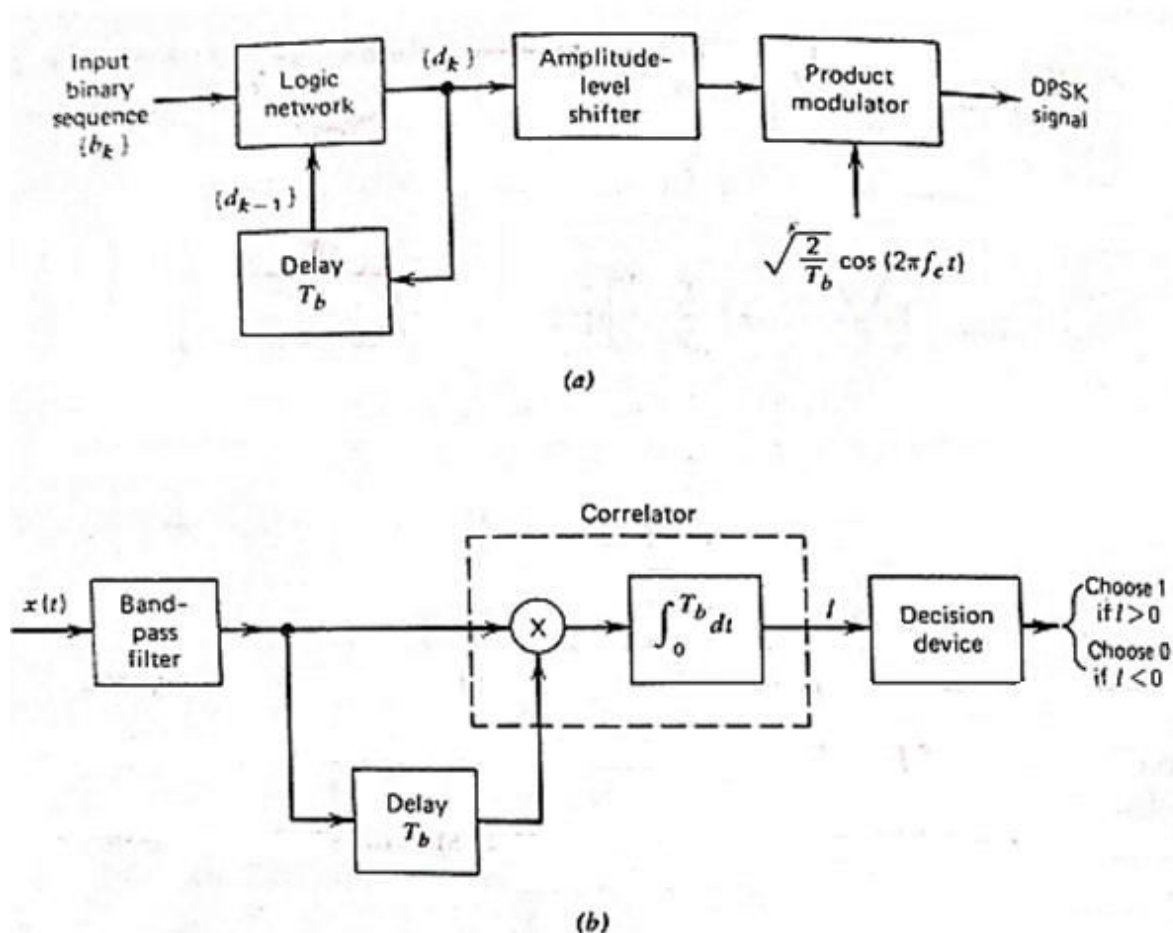 Input
binary
sequence
{b_k}
Logic
network
{d_k}
Amplitude-
level
shifter
Product
modulator
DPSK
signal
{d_{k-1}}
Delay
T_b
√(2/T_b) cos (2πf_c t)
(a)
Correlator
x(t)
Band-
pass
filter
X
∫_0^{T_b} dt
l
Decision
device
Choose 1
if l > 0
Choose 0
if l < 0
Delay
T_b
(b)